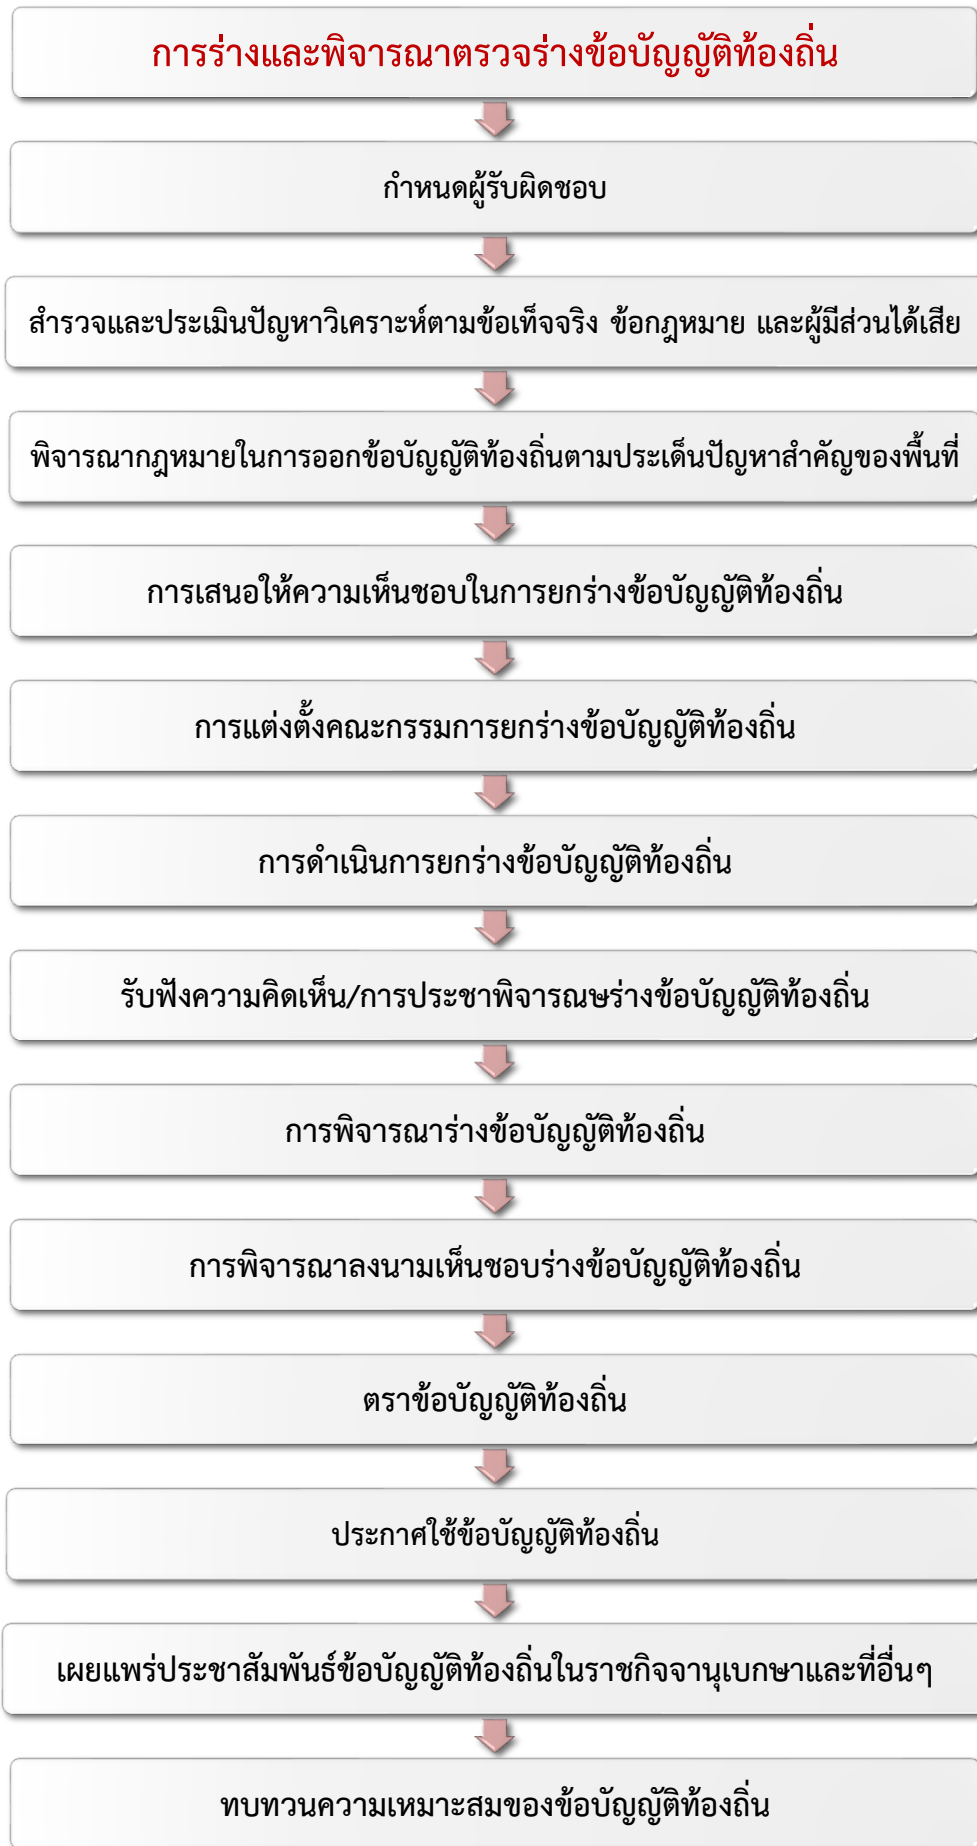 การร่างและพิจารณาตรวจร่างข้อบัญญัติท้องถิ่น
กำหนดผู้รับผิดชอบ
สำรวจและประเมินปัญหาวิเคราะห์ตามข้อเท็จจริง ข้อกฎหมาย และผู้มีส่วนได้เสีย
พิจารณากฎหมายในการออกข้อบัญญัติท้องถิ่นตามประเด็นปัญหาสำคัญของพื้นที่
การเสนอให้ความเห็นชอบในการยกร่างข้อบัญญัติท้องถิ่น
การแต่งตั้งคณะกรรมการยกร่างข้อบัญญัติท้องถิ่น
การดำเนินการยกร่างข้อบัญญัติท้องถิ่น
รับฟังความคิดเห็น/การประชาพิจารณษร่างข้อบัญญัติท้องถิ่น
การพิจารณาร่างข้อบัญญัติท้องถิ่น
การพิจารณาลงนามเห็นชอบร่างข้อบัญญัติท้องถิ่น
ตราข้อบัญญัติท้องถิ่น
ประกาศใช้ข้อบัญญัติท้องถิ่น
เผยแพร่ประชาสัมพันธ์ข้อบัญญัติท้องถิ่นในราชกิจจานุเบกษาและที่อื่นๆ
ทบทวนความเหมาะสมของข้อบัญญัติท้องถิ่น